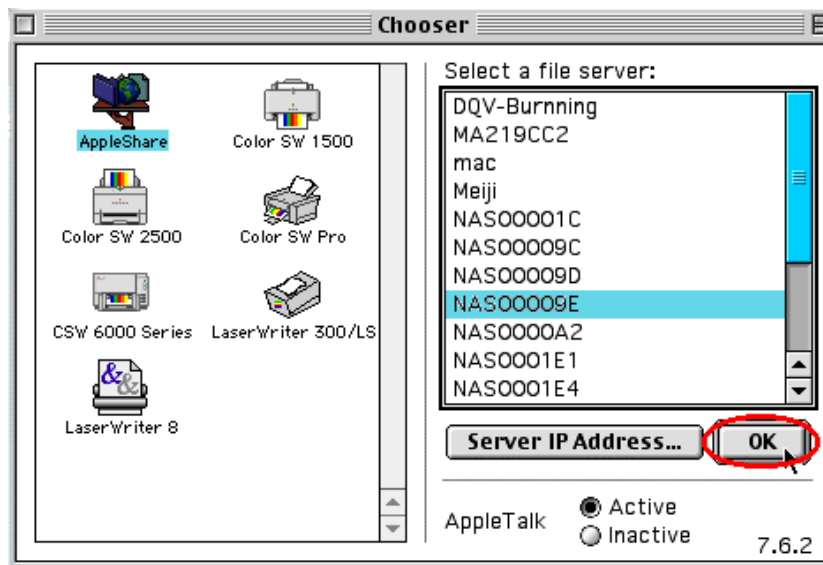 Chooser
AppleShare
Color SW 1500
Color SW 2500
Color SW Pro
CSW 6000 Series
LaserWriter 300/LS
LaserWriter 8
Select a file server:
DQV-Burnning
MA219CC2
mac
Meiji
NAS00001C
NAS00009C
NAS00009D
NAS00009E
NAS0000A2
NAS0001E1
NAS0001E4
Server IP Address...
OK
AppleTalk
Active
Inactive
7.6.2